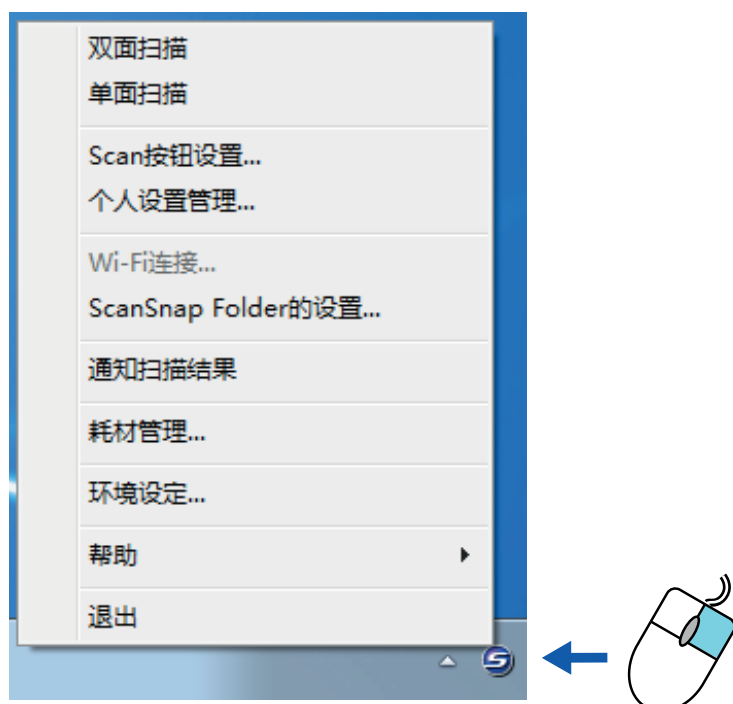 双面扫描
单面扫描
Scan按钮设置...
个人设置管理...
Wi-Fi连接...
ScanSnap Folder的设置...
通知扫描结果
耗材管理...
环境设定...
帮助
退出